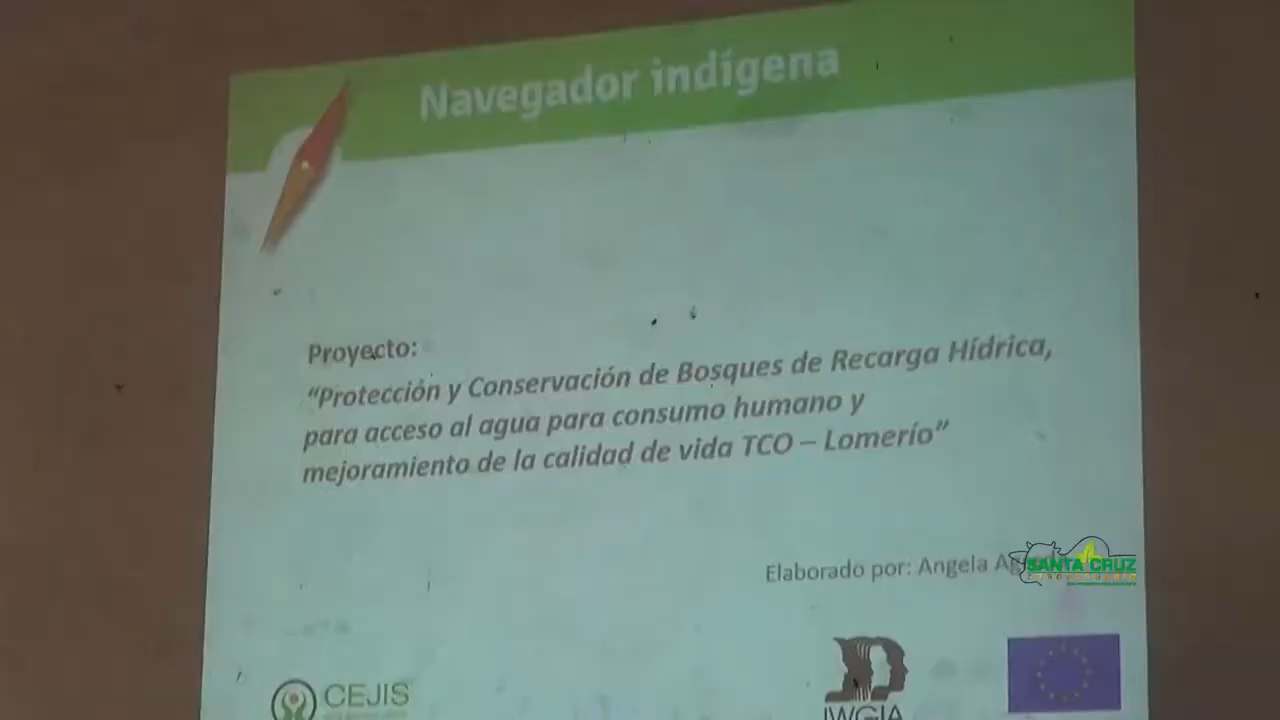 Navegador indígena
Proyecto:
“Protección y Conservación de Bosques de Recarga Hídrica,
para acceso al agua para consumo humano y
mejoramiento de la calidad de vida TCO – Lomerío”
Elaborado por: Angela
SANTA CRUZ
CEJIS
IWGIA